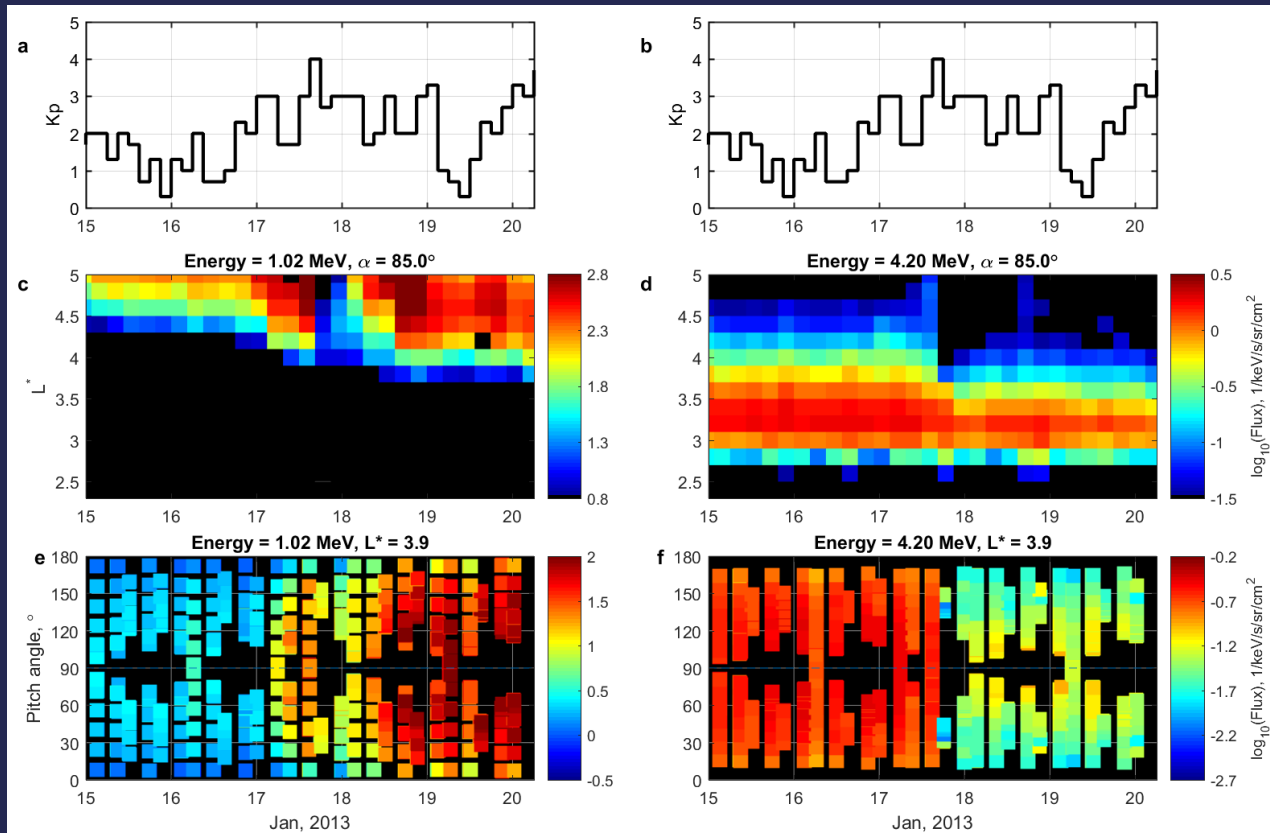 a
b
5
4
3
2
1
0
Kp
15 16 17 18 19 20
5
4
3
2
1
0
Kp
15 16 17 18 19 20
Energy = 1.02 MeV, α = 85.0°
c
5
4.5
4
3.5
3
2.5
L*
15 16 17 18 19 20
2.8
2.3
1.8
1.3
0.8
Energy = 4.20 MeV, α = 85.0°
d
5
4.5
4
3.5
3
2.5
15 16 17 18 19 20
0.5
0
-0.5
-1
-1.5
log10(Flux), 1/keV/s/sr/cm2
Energy = 1.02 MeV, L* = 3.9
e
180
150
120
90
60
30
0
Pitch angle, °
15 16 17 18 19 20
Jan, 2013
2
1.5
1
0.5
0
-0.5
Energy = 4.20 MeV, L* = 3.9
f
180
150
120
90
60
30
0
15 16 17 18 19 20
Jan, 2013
-0.2
-0.7
-1.2
-1.7
-2.2
-2.7
log10(Flux), 1/keV/s/sr/cm2